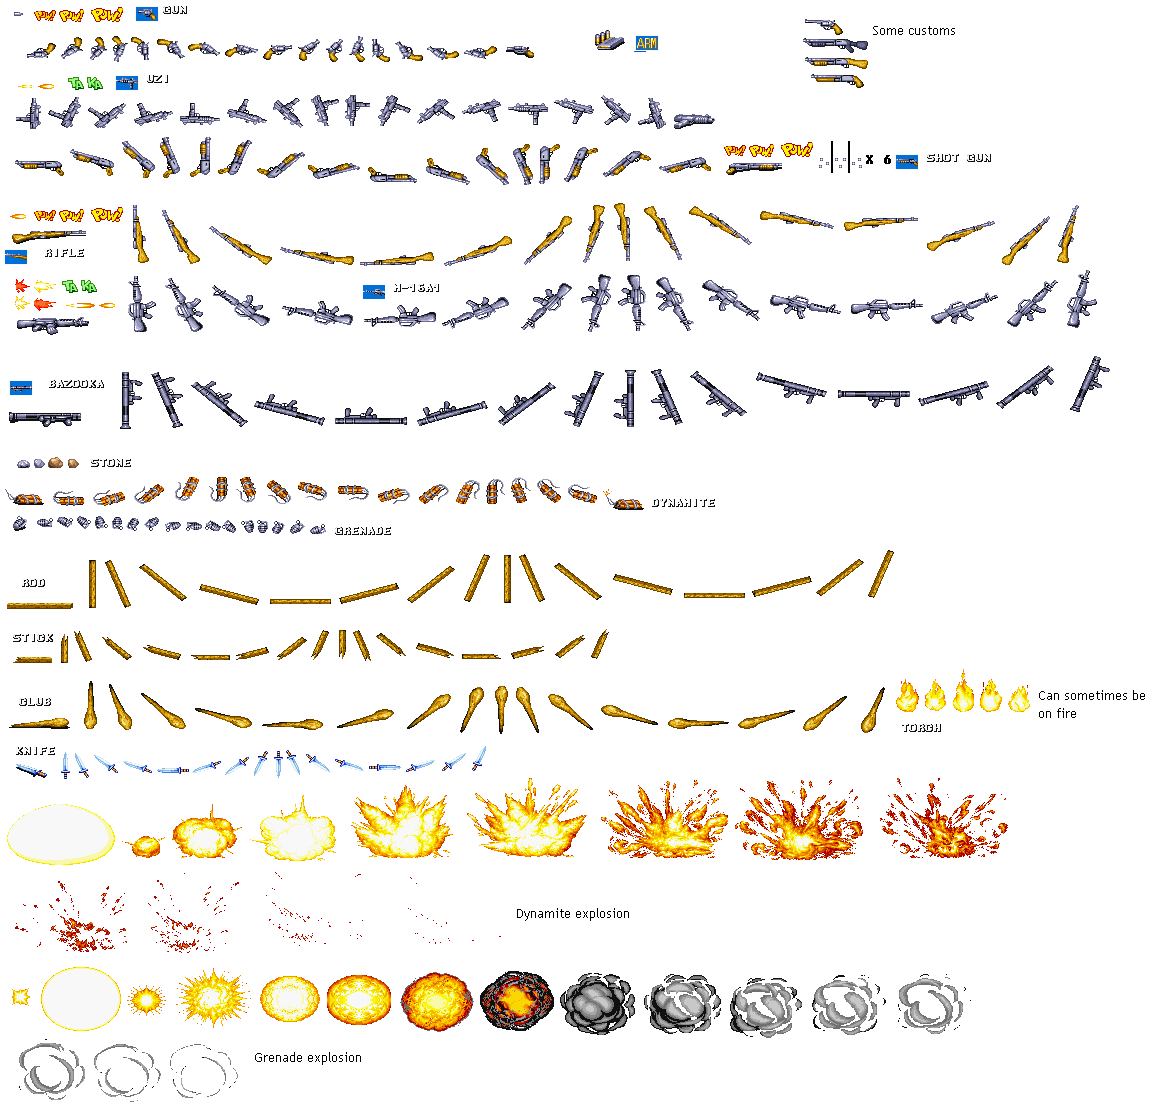 POW! POW! POW! GUN
Some customs
ARM
TA KA UZI
POW! POW! POW! X 6 SHOT GUN
POW! POW! POW!
RIFLE
TA KA M-16A1
BAZOOKA
STONE
DYNAMITE
GRENADE
ROD
STICK
CLUB
Can sometimes be
on fire
TORCH
KNIFE
Dynamite explosion
Grenade explosion